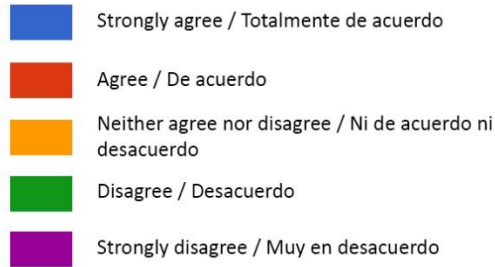 Strongly agree / Totalmente de acuerdo
Agree / De acuerdo
Neither agree nor disagree / Ni de acuerdo ni
desacuerdo
Disagree / Desacuerdo
Strongly disagree / Muy en desacuerdo